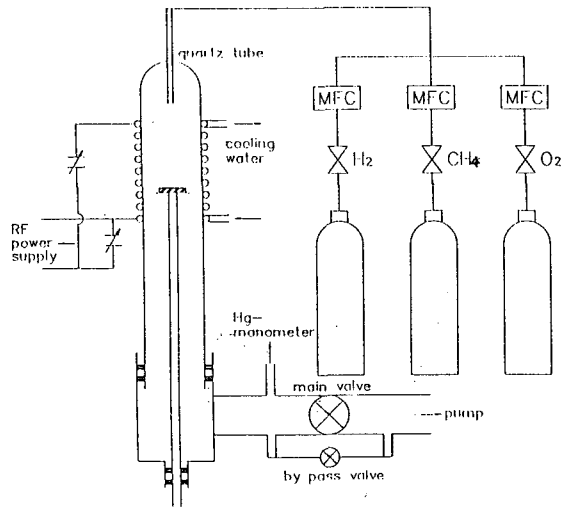 quartz tube
MFC
MFC
MFC
cooling
water
H2
CH4
O2
RF
power
supply
Hg-
manometer
main valve
pump
by pass valve